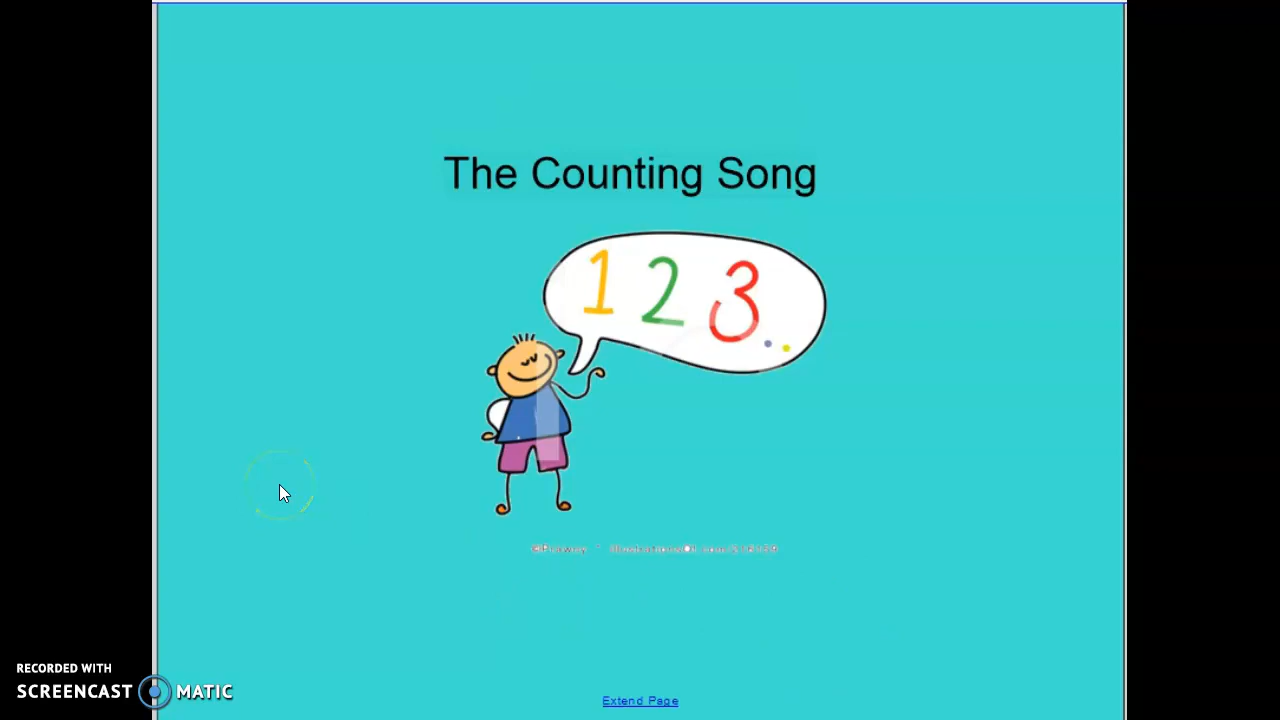 The Counting Song
1 2 3..
RECORDED WITH
SCREENCAST MATIC
Extend Page